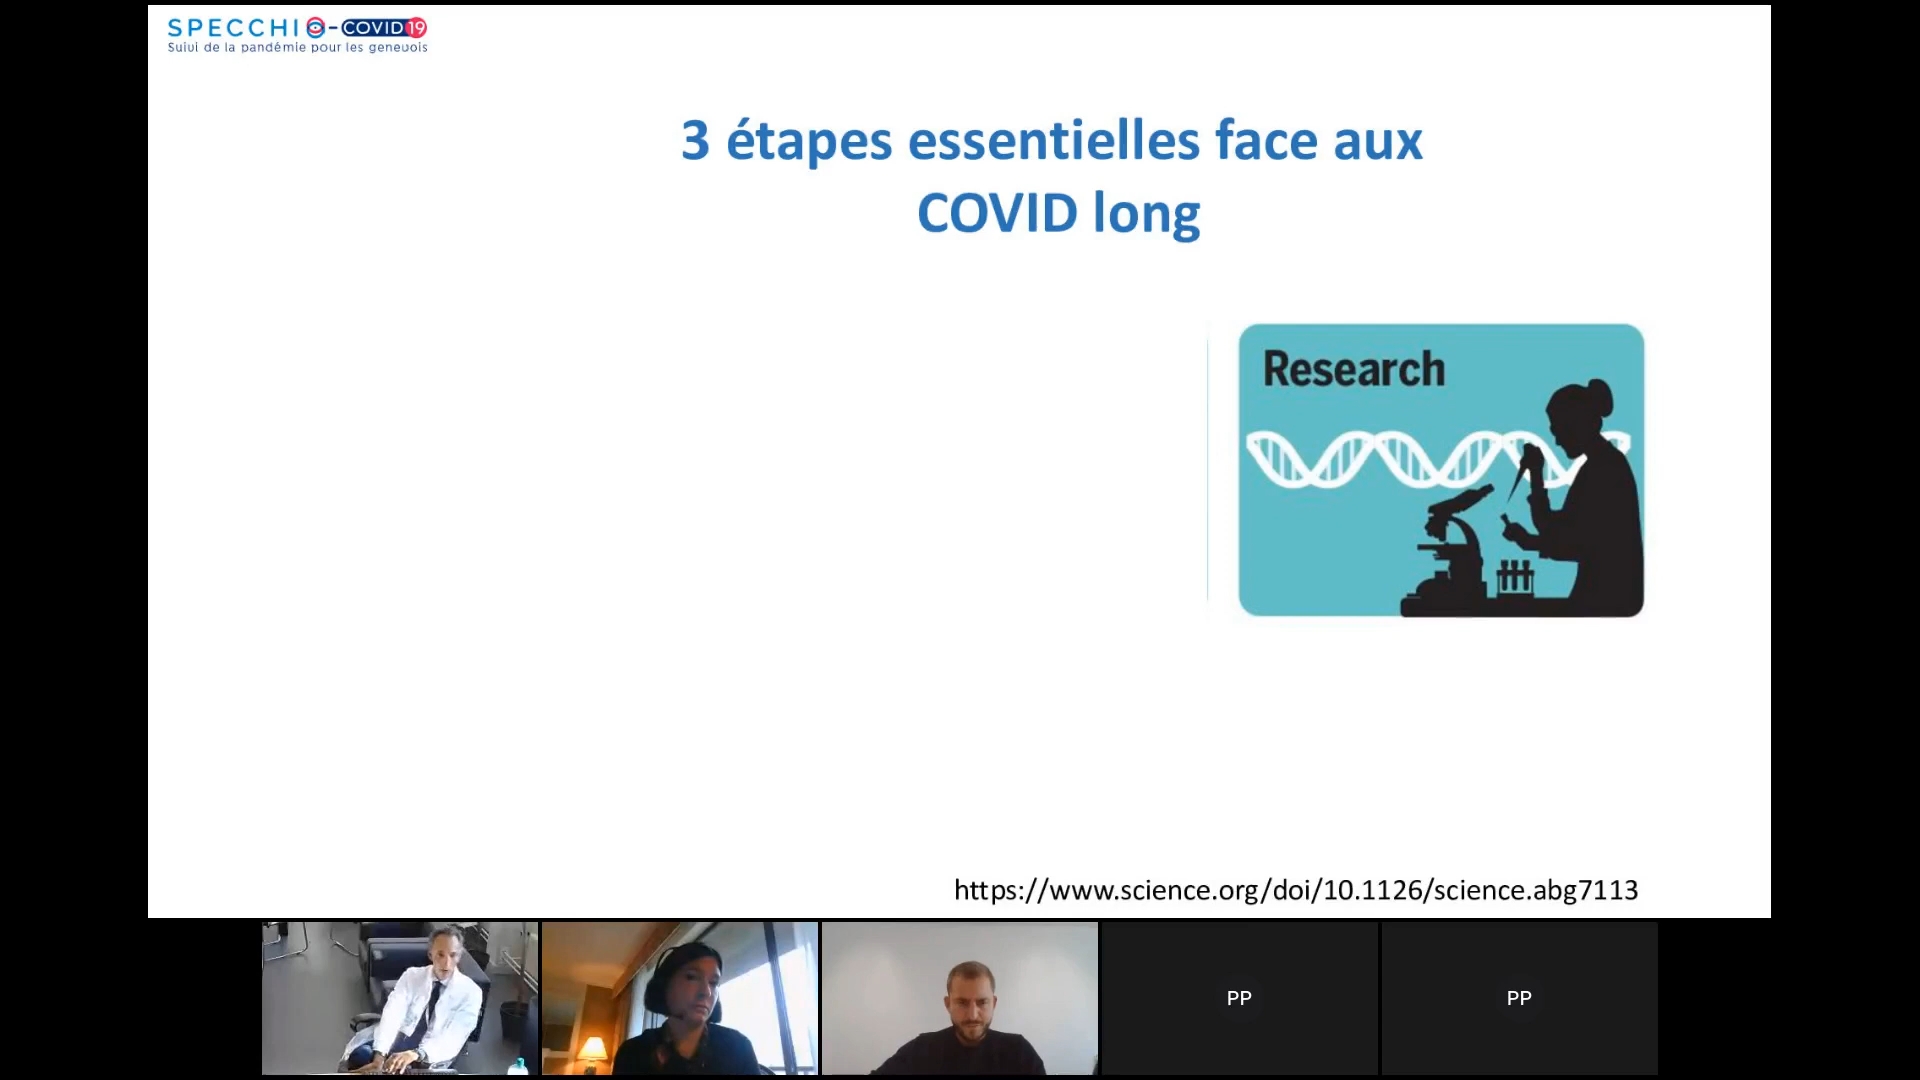 SPECCHIO-COVID19
Suivi de la pandémie pour les genevois
3 étapes essentielles face aux
COVID long
Research
https://www.science.org/doi/10.1126/science.abg7113
PP
PP